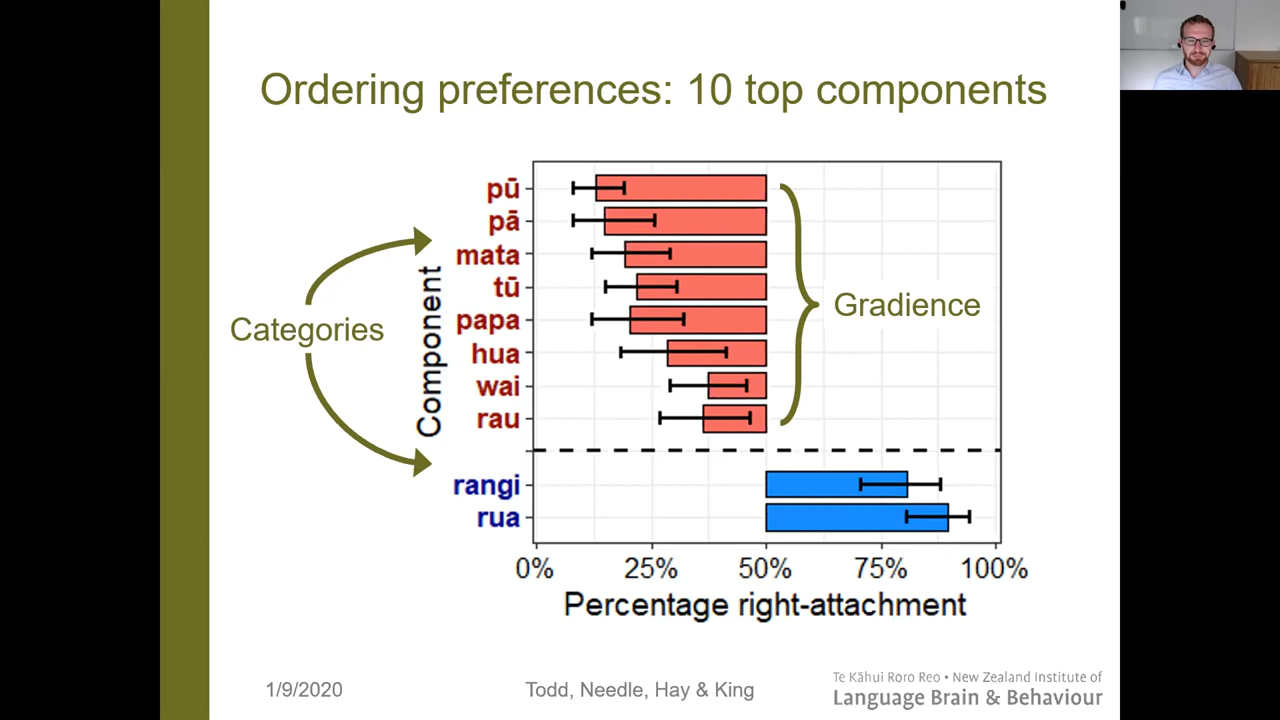 Ordering preferences: 10 top components
Categories
Component
pū
pā
mata
tū
papa
hua
wai
rau
rangi
rua
Gradience
0% 25% 50% 75% 100%
Percentage right-attachment
1/9/2020
Todd, Needle, Hay & King
Te Kāhui Roro Reo • New Zealand Institute of
Language Brain & Behaviour